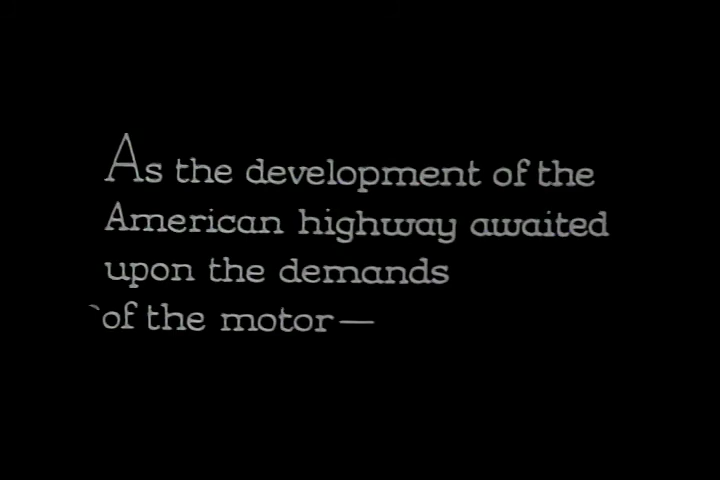 As the development of the
American highway awaited
upon the demands
of the motor—